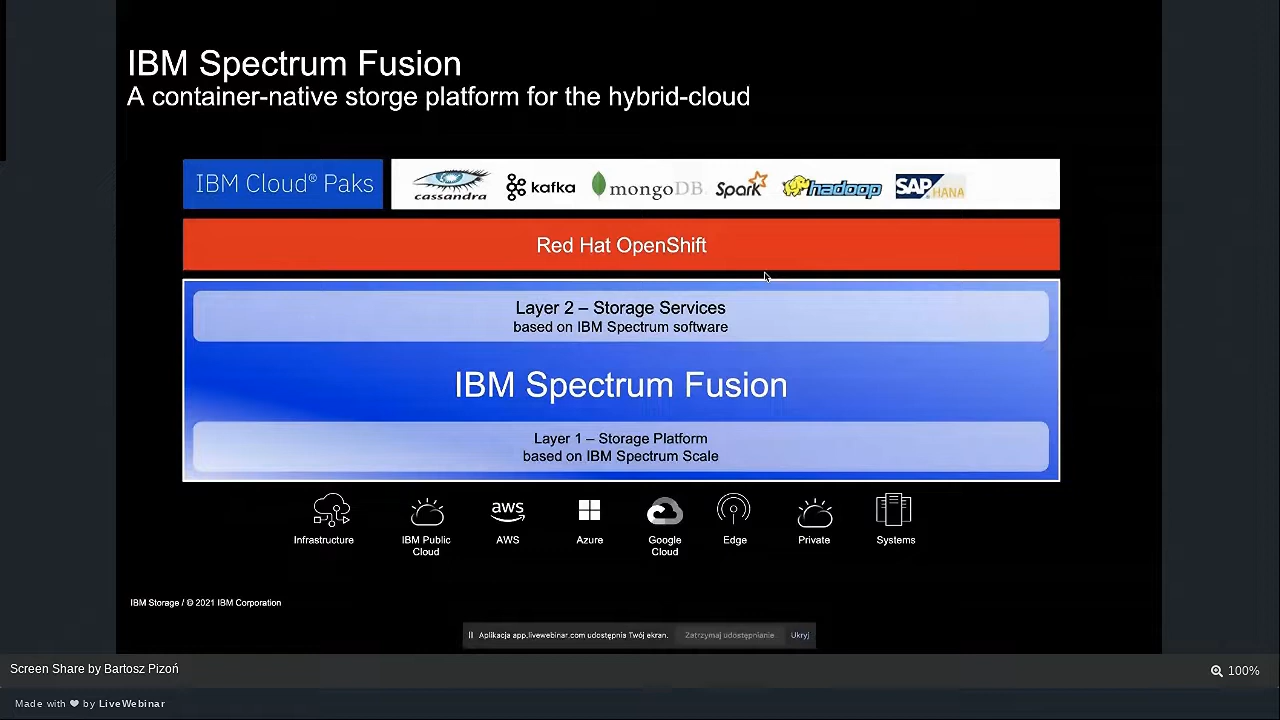 IBM Spectrum Fusion
A container-native storge platform for the hybrid-cloud
IBM Cloud® Paks
cassandra
kafka
mongoDB
Spark
hadoop
SAP HANA
Red Hat OpenShift
Layer 2 – Storage Services
based on IBM Spectrum software
IBM Spectrum Fusion
Layer 1 – Storage Platform
based on IBM Spectrum Scale
aws
Infrastructure
IBM Public
Cloud
AWS
Azure
Google
Cloud
Edge
Private
Systems
IBM Storage / © 2021 IBM Corporation
Aplikacja app.livewebinar.com udostępnia Twój ekran.
Zatrzymaj udostępnianie
Ukryj
Screen Share by Bartosz Pizoń
100%
Made with ❤ by LiveWebinar